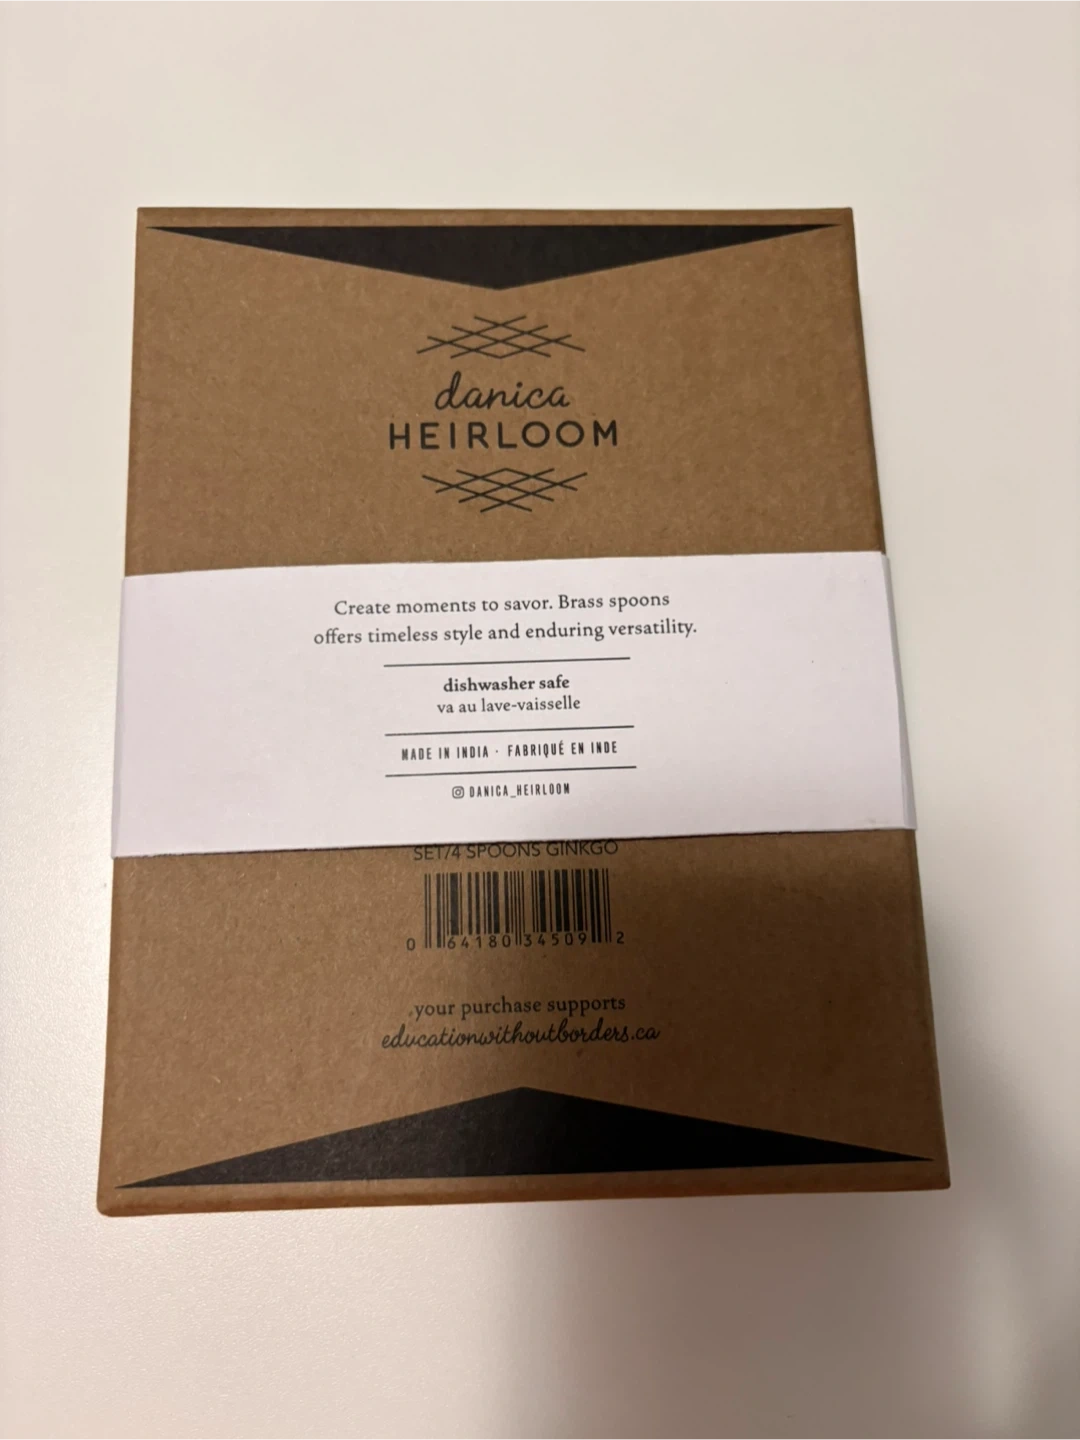 danica
HEIRLOOM
Create moments to savor. Brass spoons
offers timeless style and enduring versatility.
dishwasher safe
va au lave-vaisselle
MADE IN INDIA · FABRIQUÉ EN INDE
DANICA_HEIRLOOM
SET/4 SPOONS GINKGO
0 64180 34509 2
your purchase supports
educationwithoutborders.ca